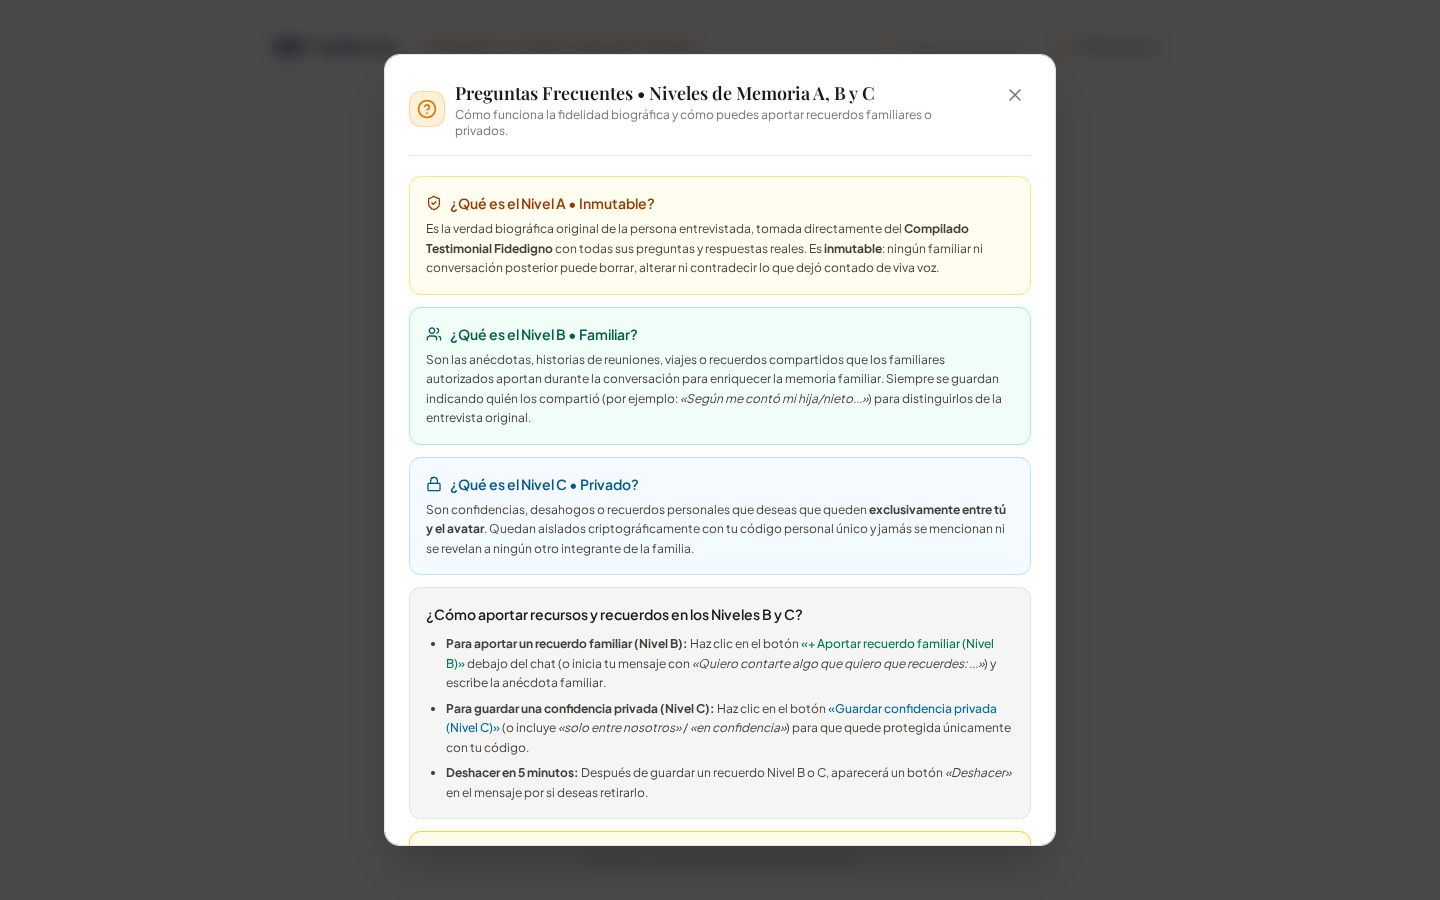 Preguntas Frecuentes • Niveles de Memoria A, B y C
Cómo funciona la fidelidad biográfica y cómo puedes aportar recuerdos familiares o
privados.
¿Qué es el Nivel A • Inmutable?
Es la verdad biográfica original de la persona entrevistada, tomada directamente del Compilado
Testimonial Fidedigno con todas sus preguntas y respuestas reales. Es inmutable: ningún familiar ni
conversación posterior puede borrar, alterar ni contradecir lo que dejó contado de viva voz.
¿Qué es el Nivel B • Familiar?
Son las anécdotas, historias de reuniones, viajes o recuerdos compartidos que los familiares
autorizados aportan durante la conversación para enriquecer la memoria familiar. Siempre se guardan
indicando quién los compartió (por ejemplo: «Según me contó mi hija/nieto...») para distinguirlos de la
entrevista original.
¿Qué es el Nivel C • Privado?
Son confidencias, desahogos o recuerdos personales que deseas que queden exclusivamente entre tú
y el avatar. Quedan aislados criptográficamente con tu código personal único y jamás se mencionan ni
se revelan a ningún otro integrante de la familia.
¿Cómo aportar recursos y recuerdos en los Niveles B y C?
• Para aportar un recuerdo familiar (Nivel B): Haz clic en el botón «+ Aportar recuerdo familiar (Nivel
B)» debajo del chat (o inicia tu mensaje con «Quiero contarte algo que quiero que recuerdes: ...») y
escribe la anécdota familiar.
• Para guardar una confidencia privada (Nivel C): Haz clic en el botón «Guardar confidencia privada
(Nivel C)» (o incluye «solo entre nosotros» / «en confidencia») para que quede protegida únicamente
con tu código.
• Deshacer en 5 minutos: Después de guardar un recuerdo Nivel B o C, aparecerá un botón «Deshacer»
en el mensaje por si deseas retirarlo.